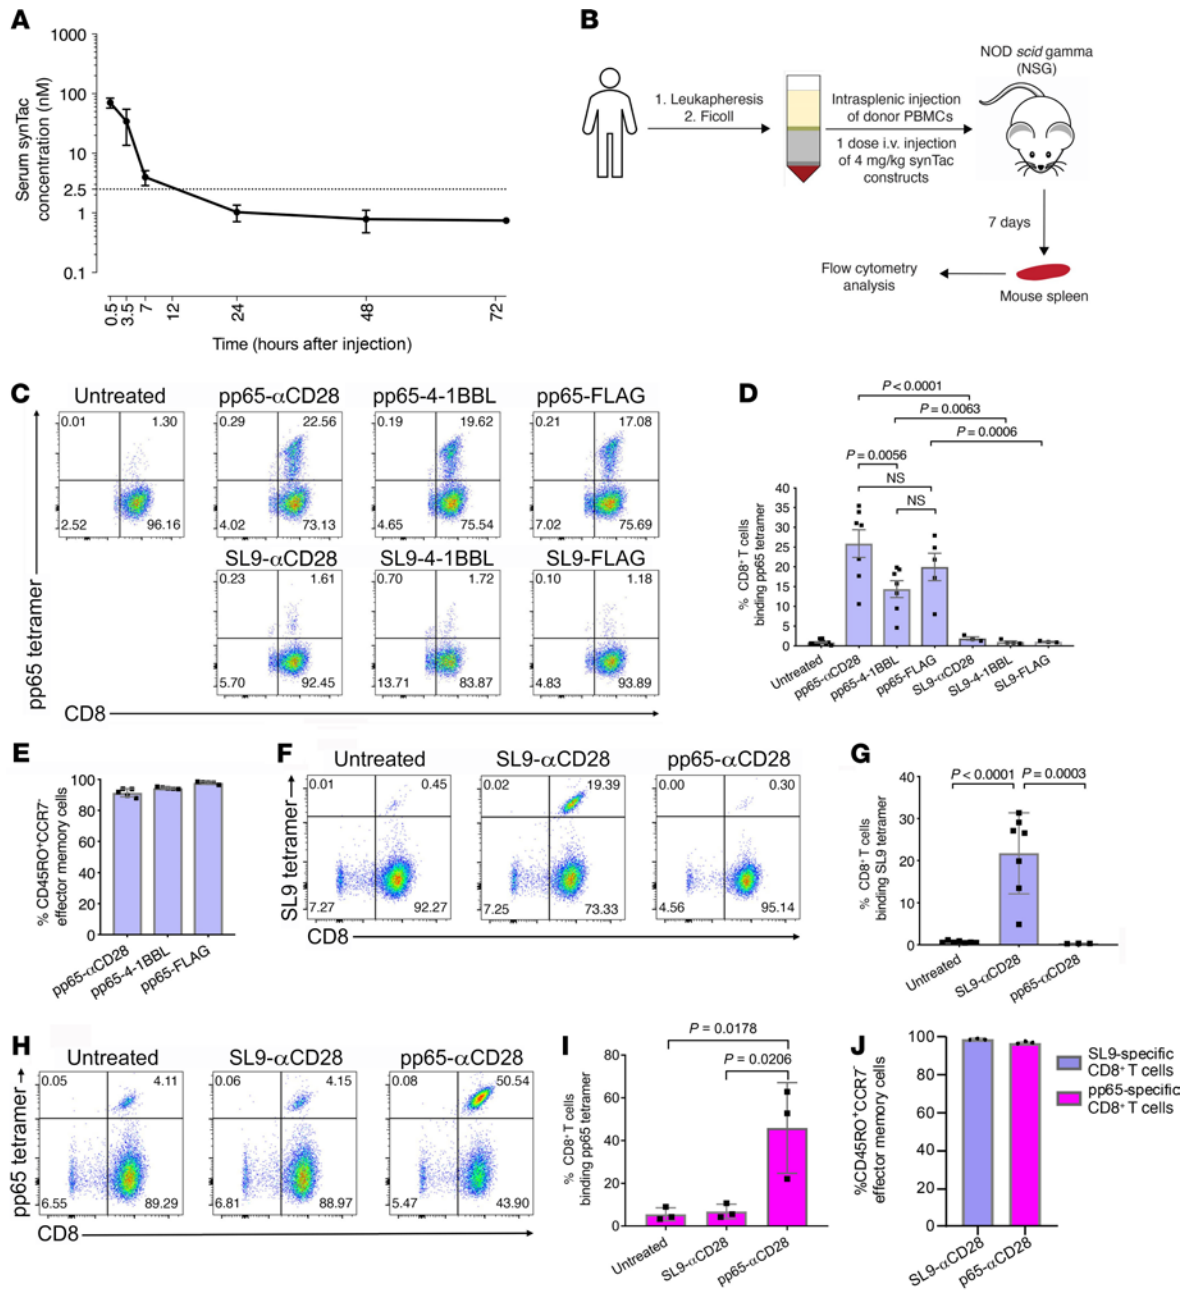 A
1000
100
10
2.5
1
0.1
Serum synTac
concentration (nM)
0.5
3.5
7
12
24
48
72
Time (hours after injection)
B
1. Leukapheresis
2. Ficoll
Intrasplenic injection
of donor PBMCs
1 dose i.v. injection
of 4 mg/kg synTac
constructs
NOD scid gamma
(NSG)
7 days
Flow cytometry
analysis
Mouse spleen
C
Untreated
pp65-αCD28
pp65-4-1BBL
pp65-FLAG
0.01 1.30
2.52 96.16
0.29 22.56
4.02 73.13
0.19 19.62
4.65 75.54
0.21 17.08
7.02 75.69
SL9-αCD28
SL9-4-1BBL
SL9-FLAG
0.23 1.61
5.70 92.45
0.70 1.72
13.71 83.87
0.10 1.18
4.83 93.89
pp65 tetramer
CD8
D
P < 0.0001
P = 0.0063
P = 0.0006
P = 0.0056
NS
NS
40
35
30
25
20
15
10
5
0
% CD8+ T cells
binding pp65 tetramer
Untreated
pp65-αCD28
pp65-4-1BBL
pp65-FLAG
SL9-αCD28
SL9-4-1BBL
SL9-FLAG
E
100
80
60
40
20
0
% CD45RO+CCR7-
effector memory cells
pp65-αCD28
pp65-4-1BBL
pp65-FLAG
F
Untreated
SL9-αCD28
pp65-αCD28
0.01 0.45
7.27 92.27
0.02 19.39
7.25 73.33
0.00 0.30
4.56 95.14
SL9 tetramer
CD8
G
P < 0.0001
P = 0.0003
40
30
20
10
0
% CD8+ T cells
binding SL9 tetramer
Untreated
SL9-αCD28
pp65-αCD28
H
Untreated
SL9-αCD28
pp65-αCD28
0.05 4.11
6.55 89.29
0.06 4.15
6.81 88.97
0.08 50.54
5.47 43.90
pp65 tetramer
CD8
I
P = 0.0178
P = 0.0206
80
60
40
20
0
% CD8+ T cells
binding pp65 tetramer
Untreated
SL9-αCD28
pp65-αCD28
J
100
80
60
40
20
0
%CD45RO+CCR7-
effector memory cells
SL9-αCD28
p65-αCD28
SL9-specific
CD8+ T cells
pp65-specific
CD8+ T cells